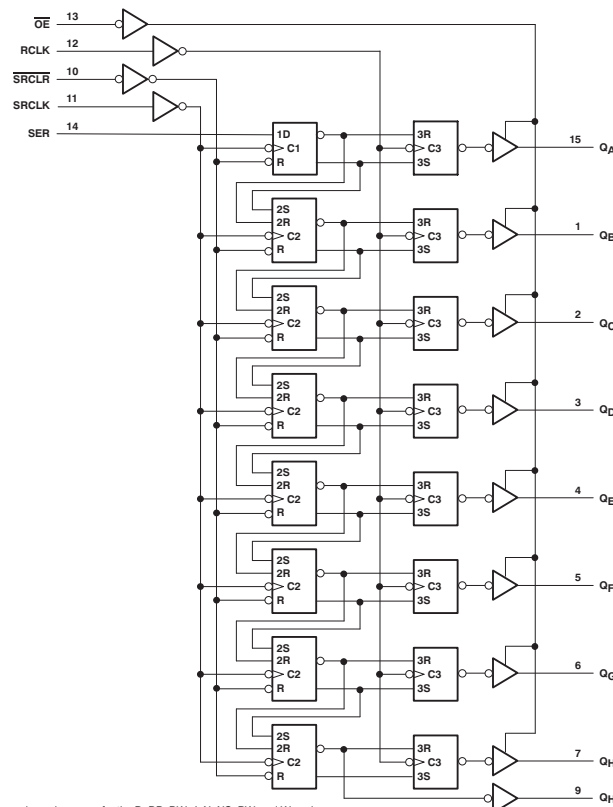 OE 13
RCLK 12
SRCLR 10
SRCLK 11
SER 14
1D 3R
C1 C3 15 QA
R 3S
2S
2R 3R
C2 C3 1 QB
R 3S
2S
2R 3R
C2 C3 2 QC
R 3S
2S
2R 3R
C2 C3 3 QD
R 3S
2S
2R 3R
C2 C3 4 QE
R 3S
2S
2R 3R
C2 C3 5 QF
R 3S
2S
2R 3R
C2 C3 6 QG
R 3S
2S
2R 3R
C2 C3 7 QH
R 3S
9 QH